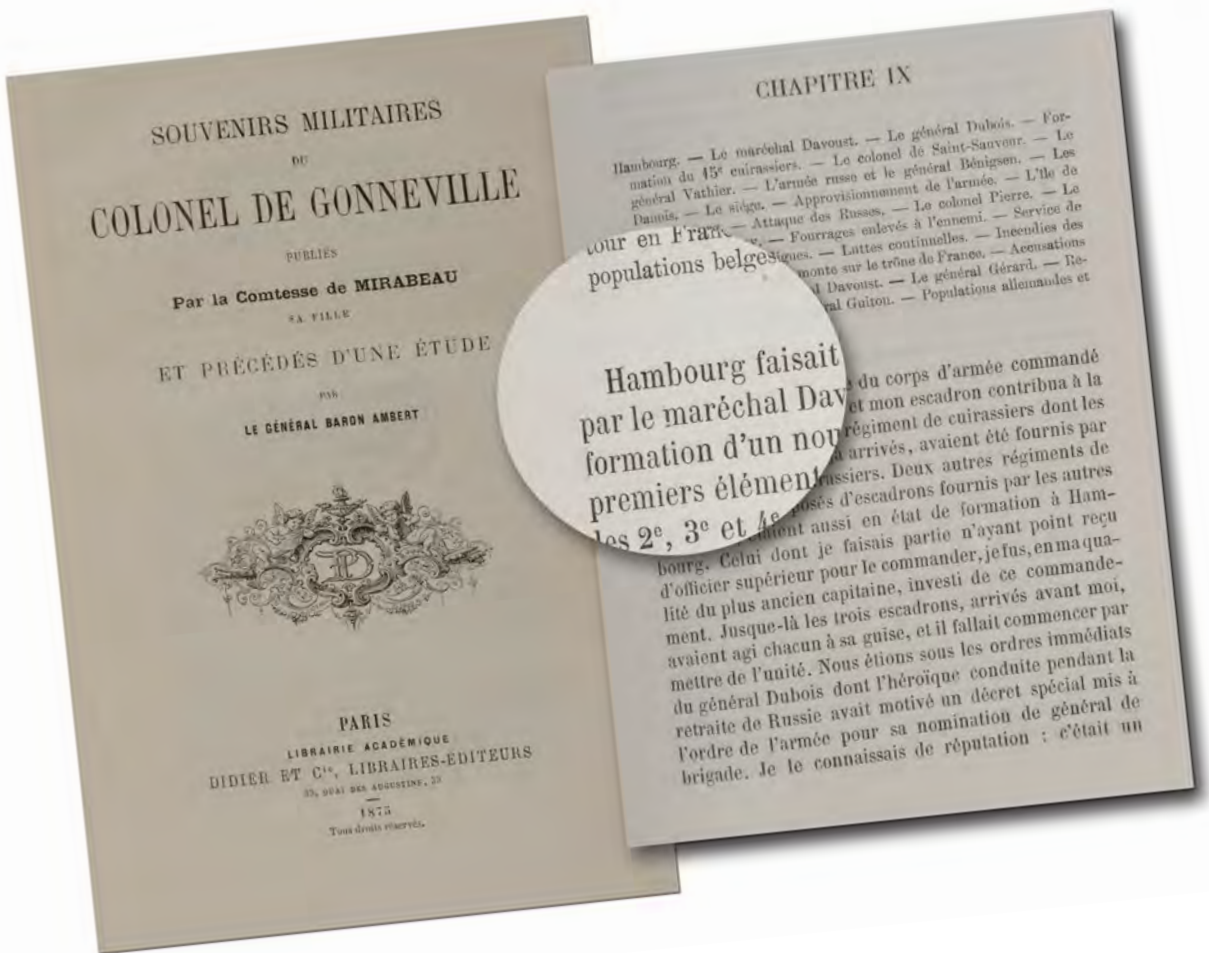 SOUVENIRS MILITAIRES
DU
COLONEL DE GONNEVILLE
PUBLIÉS
Par la Comtesse de MIRABEAU
SA FILLE
ET PRÉCÉDÉS D'UNE ÉTUDE
PAR
LE GÉNÉRAL BARON AMBERT
D
PARIS
LIBRAIRIE ACADÉMIQUE
DIDIER ET Cie, LIBRAIRES-ÉDITEURS
35, QUAI DES AUGUSTINS, 35
1875
Tous droits réservés.
CHAPITRE IX
Hambourg. — Le maréchal Davoust. — Le général Dubois. — For-
mation du 15e cuirassiers. — Le colonel de Saint-Sauveur. — Le
général Vathier. — L'armée russe et le général Bénigsen. — Les
Danois. — Le siége. — Approvisionnement de l'armée. — L'île de
— Attaque des Russes. — Le colonel Pierre. — Le
— Fourrages enlevés à l'ennemi. — Service de
— Luttes continuelles. — Incendies des
monte sur le trône de France. — Accusations
Davoust. — Le général Gérard. — Re-
Guiton. — Populations allemandes et
tour en
populations belges
Hambourg faisait
par le maréchal
formation d'un
premiers
les 2e, 3e et 4e
du corps d'armée commandé
et mon escadron contribua à la
régiment de cuirassiers dont les
arrivés, avaient été fournis par
Deux autres régiments de
d'escadrons fournis par les autres
aussi en état de formation à Ham-
bourg. Celui dont je faisais partie n'ayant point reçu
d'officier supérieur pour le commander, je fus, en ma qua-
lité du plus ancien capitaine, investi de ce commande-
ment. Jusque-là les trois escadrons, arrivés avant moi,
avaient agi chacun à sa guise, et il fallait commencer par
mettre de l'unité. Nous étions sous les ordres immédiats
du général Dubois dont l'héroïque conduite pendant la
retraite de Russie avait motivé un décret spécial mis à
l'ordre de l'armée pour sa nomination de général de
brigade. Je le connaissais de réputation : c'était un